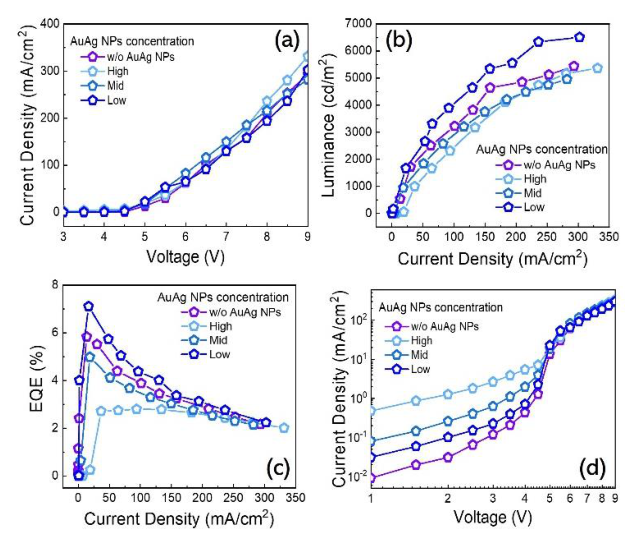 400
300
200
100
0
3 4 5 6 7 8 9
Current Density (mA/cm²)
Voltage (V)
AuAg NPs concentration
w/o AuAg NPs
High
Mid
Low
(a)
7000
6000
5000
4000
3000
2000
1000
0
0 50 100 150 200 250 300 350
Luminance (cd/m²)
Current Density (mA/cm²)
AuAg NPs concentration
w/o AuAg NPs
High
Mid
Low
(b)
8
6
4
2
0
0 50 100 150 200 250 300
EQE (%)
Current Density (mA/cm²)
AuAg NPs concentration
w/o AuAg NPs
High
Mid
Low
(c)
10²
10¹
10⁰
10⁻¹
10⁻²
1 2 3 4 5 6 7 8 9
Current Density (mA/cm²)
Voltage (V)
AuAg NPs concentration
w/o AuAg NPs
High
Mid
Low
(d)